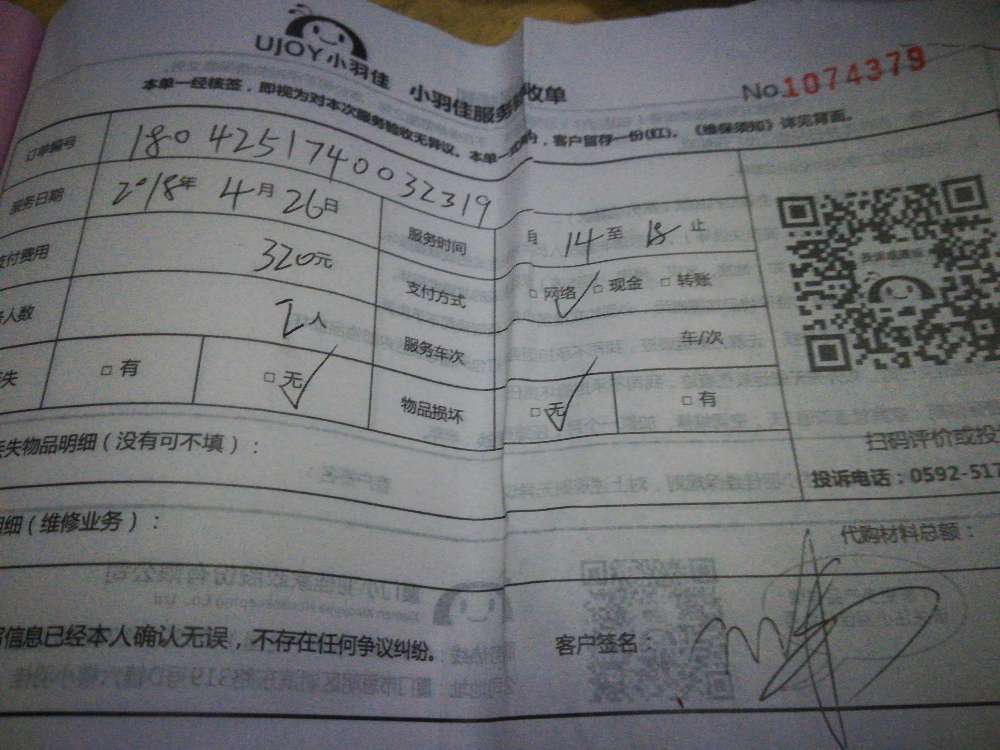 UJOY小羽佳 小羽佳服务 收单
No.1074379
本单一经核签，即视为对本次服务验收无异议。本单一 ，客户留存一份(红)。《维保须知》详见背面。
订单编号 180425174003 2319
服务日期 2018年 4月26日 服务时间 自 14 至 18 止
支付费用 320元 支付方式 □网络 □现金 □转账
人数 2人 服务车次 车/次
失 □有 □无 物品损坏 □无 □有
失物品明细（没有可不填）：
扫码评价或投
投诉电话：0592-517
明细（维修业务）：
代购材料总额：
信息已经本人确认无误，不存在任何争议纠纷。
客户签名：